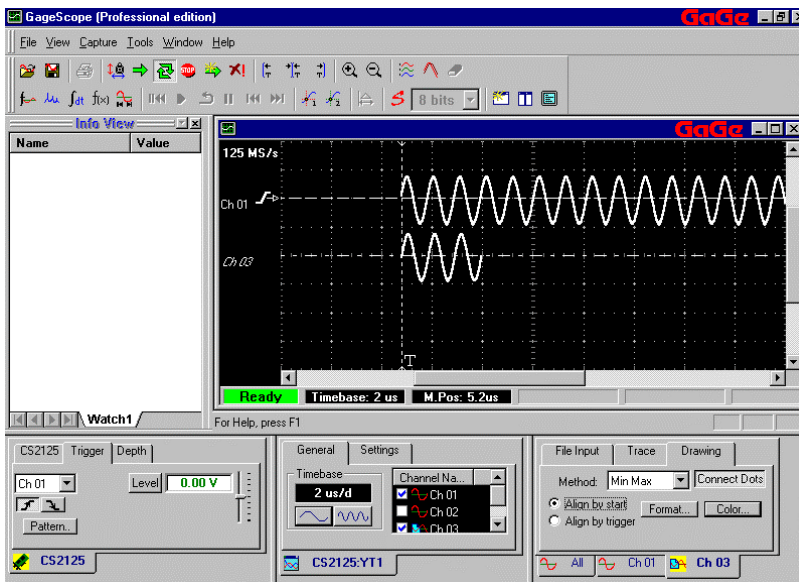 GageScope (Professional edition)
GaGe
File View Capture Tools Window Help
STOP
f(x)
8 bits
Info View
Name Value
GaGe
125 MS/s
Ch 01
Ch 03
T
Ready Timebase: 2 us M.Pos: 5.2us
Watch1
For Help, press F1
CS2125 Trigger Depth
Ch 01 Level 0.00 V
Pattern..
CS2125
General Settings
Timebase
2 us/d
Channel Na...
Ch 01
Ch 02
Ch 03
CS2125:YT1
File Input Trace Drawing
Method: Min Max Connect Dots
Align by start
Align by trigger
Format... Color...
All Ch 01 Ch 03